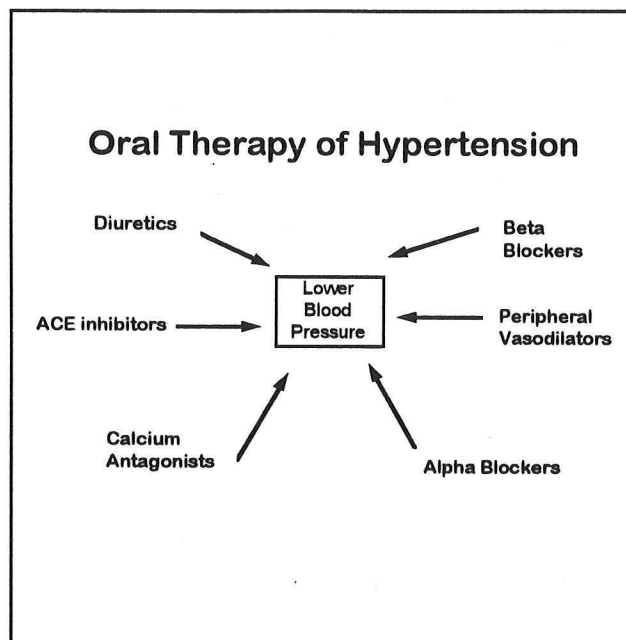 Oral Therapy of Hypertension
Diuretics
Beta
Blockers
Lower
Blood
Pressure
ACE inhibitors
Peripheral
Vasodilators
Calcium
Antagonists
Alpha Blockers